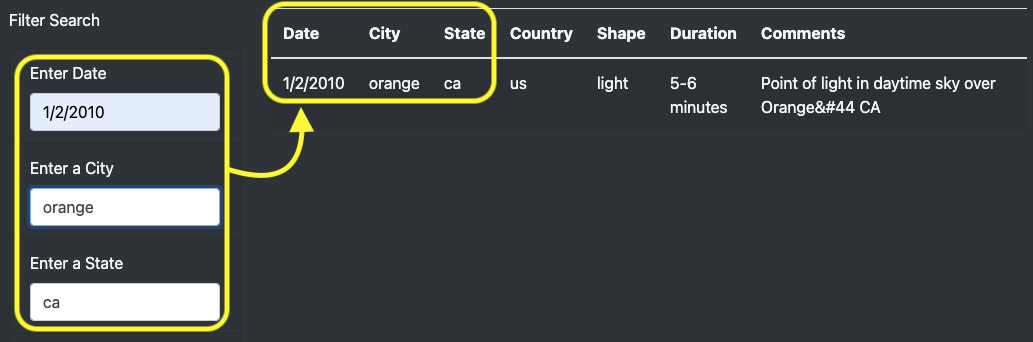 Filter Search
Enter Date
1/2/2010
Enter a City
orange
Enter a State
ca
Date City State Country Shape Duration Comments
1/2/2010 orange ca us light 5-6 Point of light in daytime sky over
minutes Orange&#44 CA